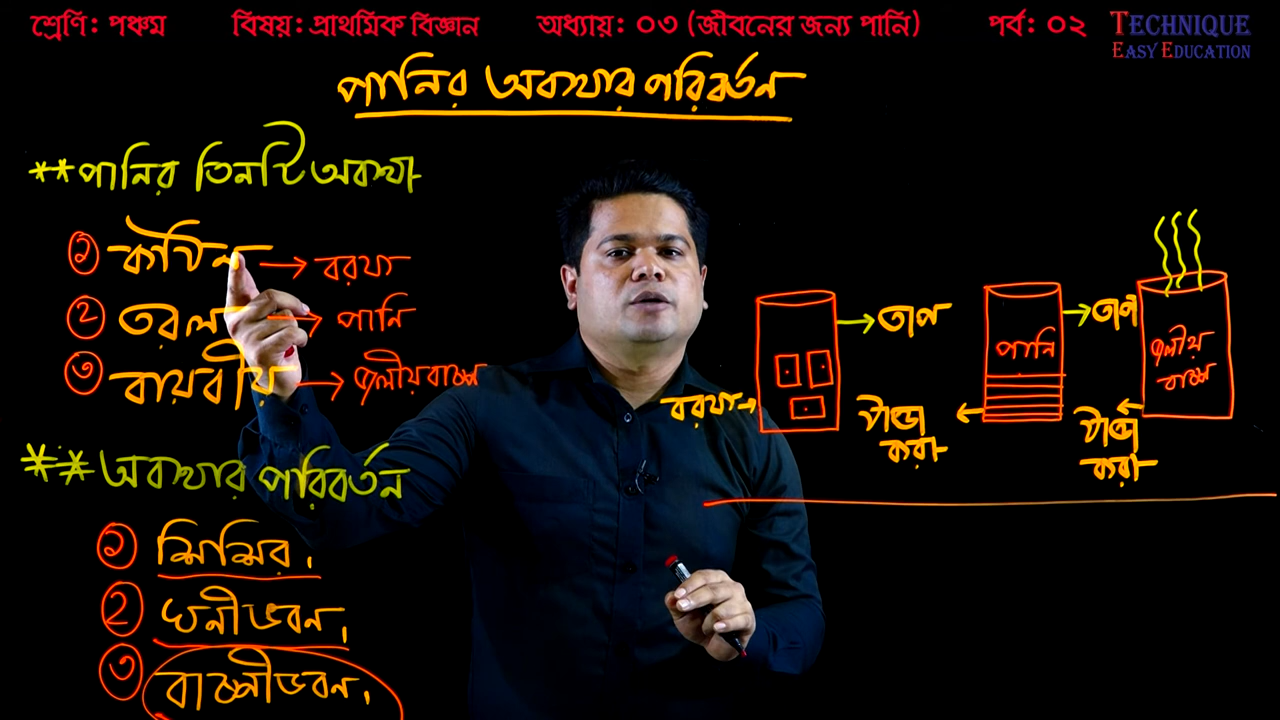 শ্রেণি: পঞ্চম বিষয়: প্রাথমিক বিজ্ঞান অধ্যায়: ০৩ (জীবনের জন্য পানি) পর্ব: ০২
TECHNIQUE
EASY EDUCATION
পানির অবস্থার পরিবর্তন
**পানির তিনটি অবস্থা
১ কঠিন → বরফ
২ তরল → পানি
৩ বায়বীয় → জলীয়বাষ্প
**অবস্থার পরিবর্তন
১ শিশির।
২ ঘনীভবন।
৩ বাষ্পীভবন।
বরফ→
→তাপ
ঠান্ডা
করা
←
পানি
→তাপ
ঠান্ডা
করা
←
জলীয়
বাষ্প